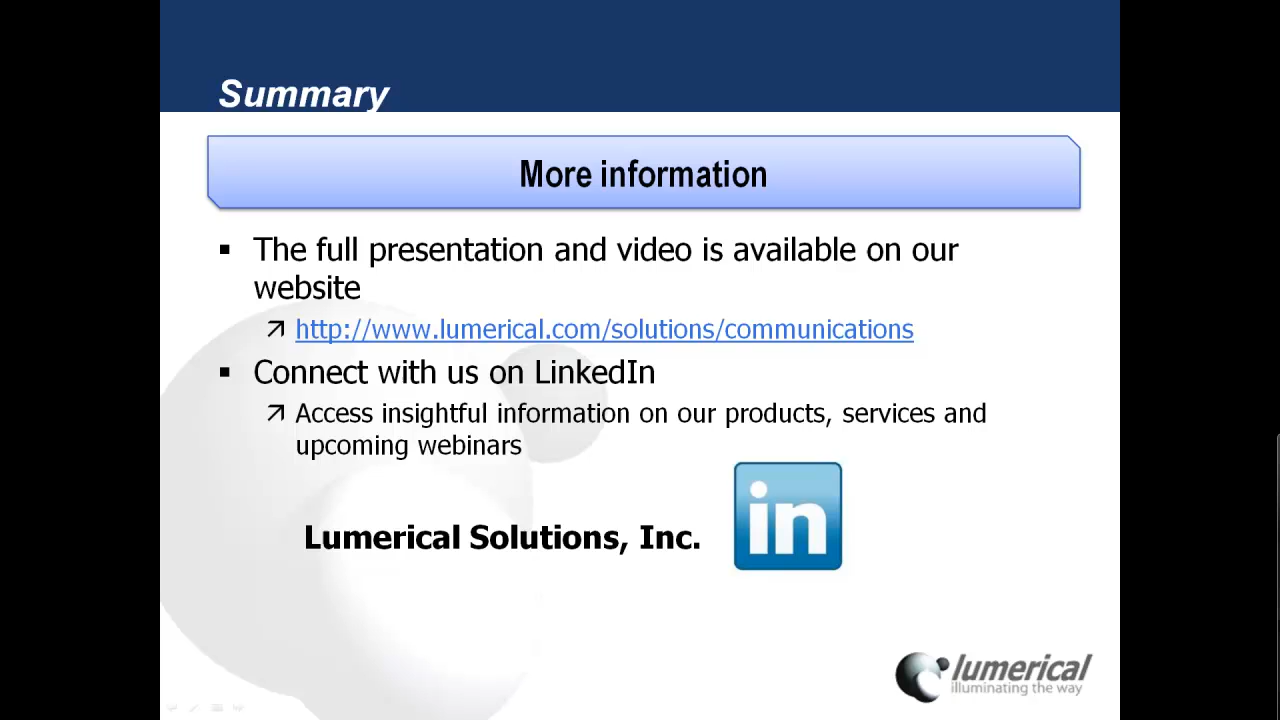 Summary
More information
▪ The full presentation and video is available on our
website
↗ http://www.lumerical.com/solutions/communications
▪ Connect with us on LinkedIn
↗ Access insightful information on our products, services and
upcoming webinars
Lumerical Solutions, Inc.
in
lumerical
illuminating the way